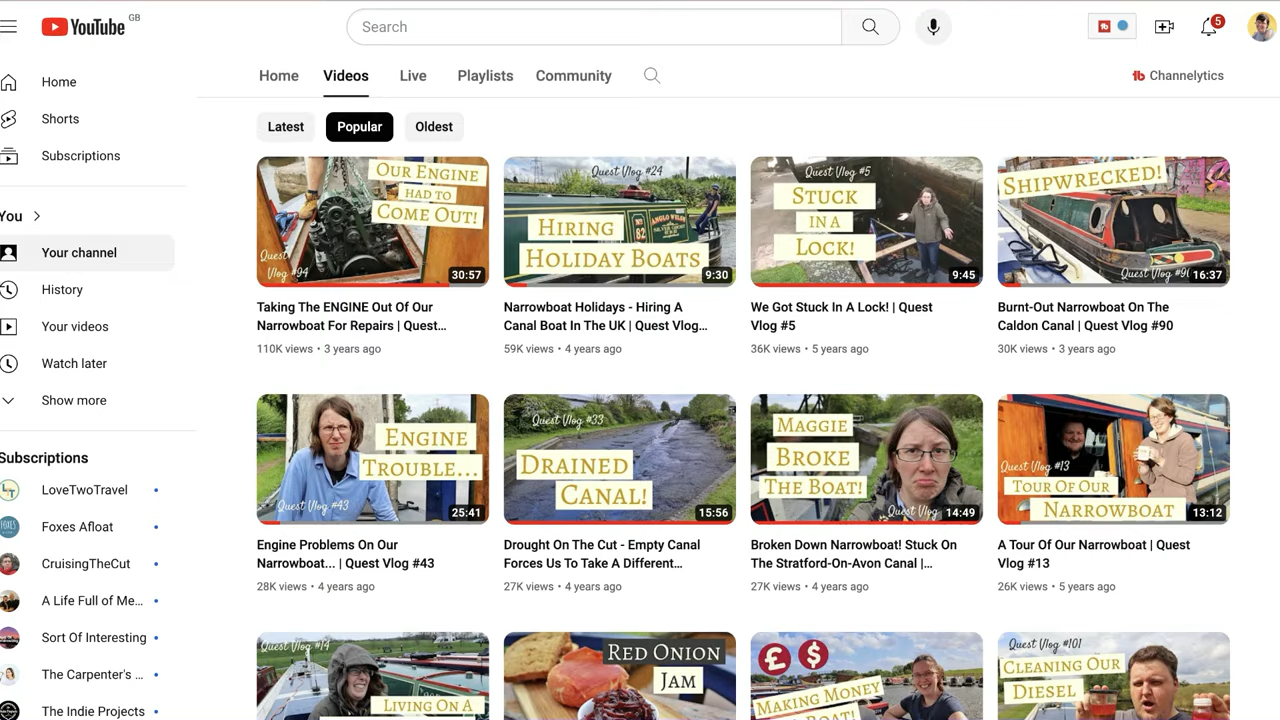 YouTube GB
Search
5
Home
Videos
Live
Playlists
Community
Channelytics
Home
Shorts
Subscriptions
You
Your channel
History
Your videos
Watch later
Show more
Subscriptions
LoveTwoTravel
Foxes Afloat
CruisingTheCut
A Life Full of Me...
Sort Of Interesting
The Carpenter's ...
The Indie Projects
Latest
Popular
Oldest
OUR ENGINE
HAD TO
COME OUT!
Quest
Vlog #94
30:57
Taking The ENGINE Out Of Our
Narrowboat For Repairs | Quest...
110K views • 3 years ago
Quest Vlog #24
HIRING
HOLIDAY BOATS
Nº
82
ANGLO WELSH
9:30
Narrowboat Holidays - Hiring A
Canal Boat In The UK | Quest Vlog...
59K views • 4 years ago
Quest Vlog #5
STUCK
IN A
LOCK!
9:45
We Got Stuck In A Lock! | Quest
Vlog #5
36K views • 5 years ago
SHIPWRECKED!
Quest Vlog #9
16:37
Burnt-Out Narrowboat On The
Caldon Canal | Quest Vlog #90
30K views • 3 years ago
ENGINE
TROUBLE...
Quest Vlog #43
25:41
Engine Problems On Our
Narrowboat... | Quest Vlog #43
28K views • 4 years ago
Quest Vlog #33
DRAINED
CANAL!
15:56
Drought On The Cut - Empty Canal
Forces Us To Take A Different...
27K views • 4 years ago
MAGGIE
BROKE
THE BOAT!
Quest Vlog
14:49
Broken Down Narrowboat! Stuck On
The Stratford-On-Avon Canal |...
27K views • 4 years ago
Quest Vlog #13
TOUR OF OUR
NARROWBOAT
13:12
A Tour Of Our Narrowboat | Quest
Vlog #13
26K views • 5 years ago
Quest Vlog #14
LIVING ON A
RED ONION
JAM
£ $
MAKING MONEY
BOAT!
Quest Vlog #101
CLEANING OUR
DIESEL